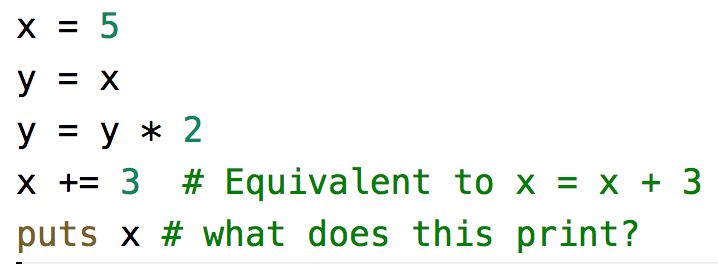 x = 5
y = x
y = y * 2
x += 3  # Equivalent to x = x + 3
puts x # what does this print?